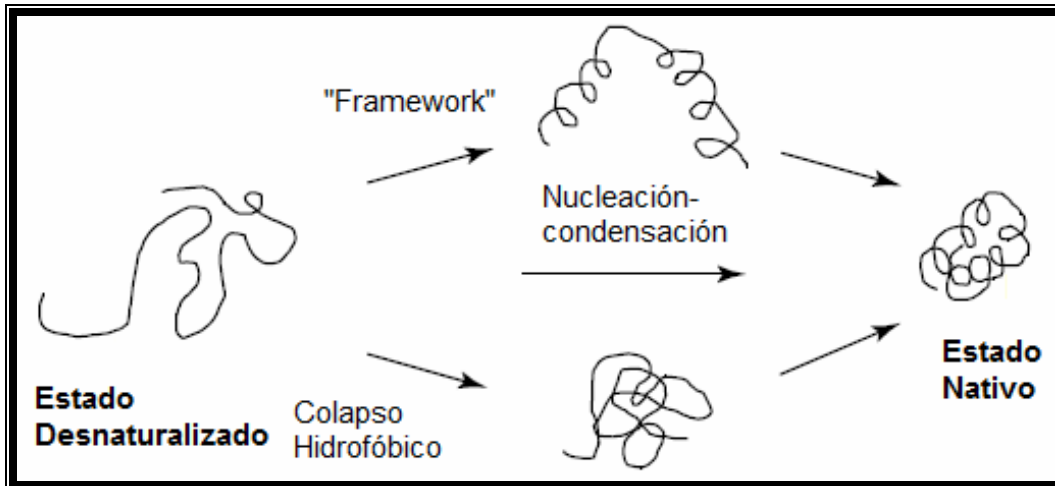 "Framework"
Nucleación-
condensación
Estado
Desnaturalizado
Colapso
Hidrofóbico
Estado
Nativo